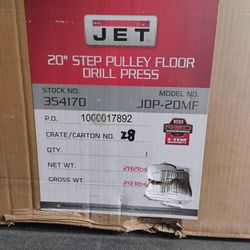 JET
20" STEP PULLEY FLOOR
DRILL PRESS
STOCK NO.
MODEL NO.
354170
JDP-20MF
P.O.
1000017892
CRATE/CARTON NO. 28
QTY.
1
NET WT.
GROSS WT.